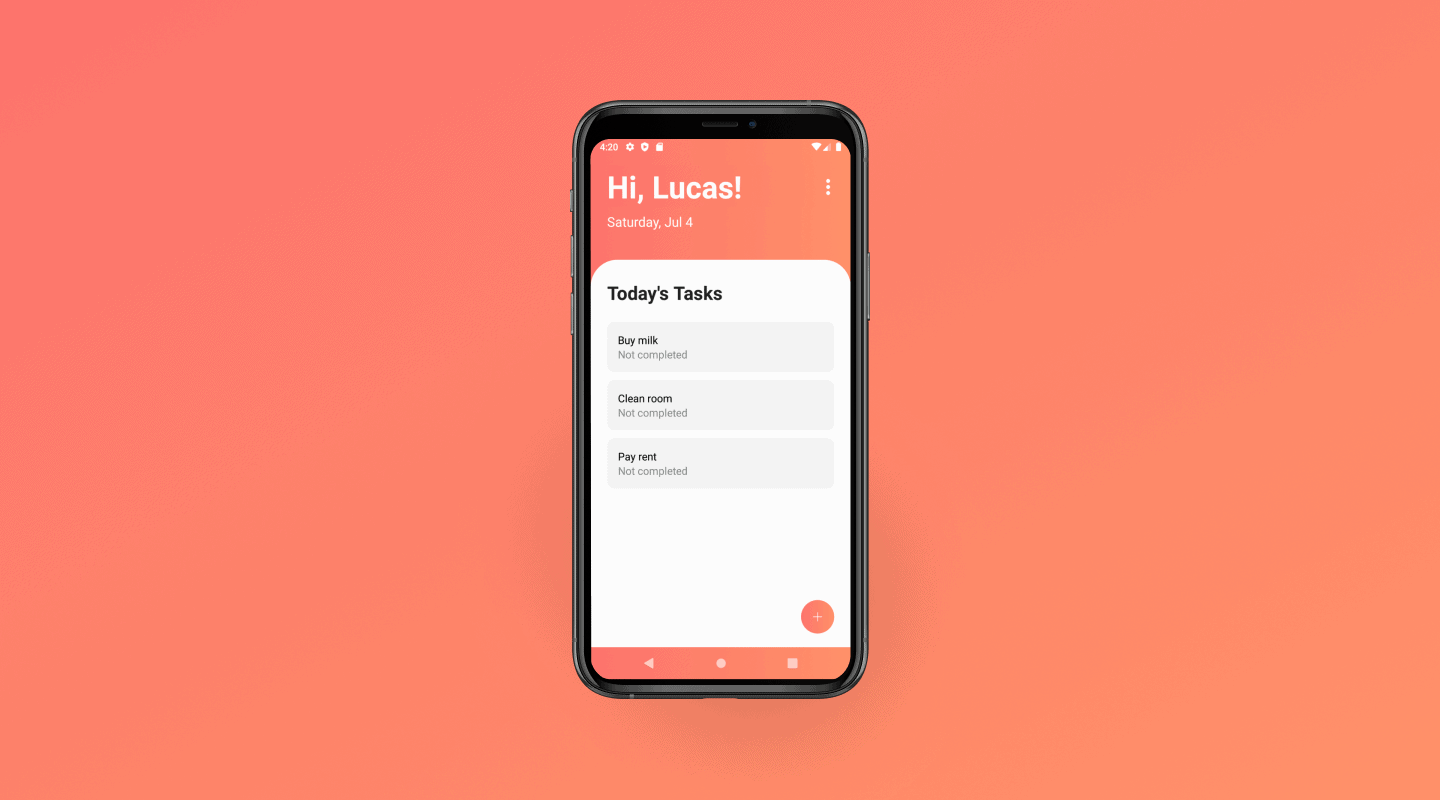 4:20
Hi, Lucas!
Saturday, Jul 4
Today's Tasks
Buy milk
Not completed
Clean room
Not completed
Pay rent
Not completed
+